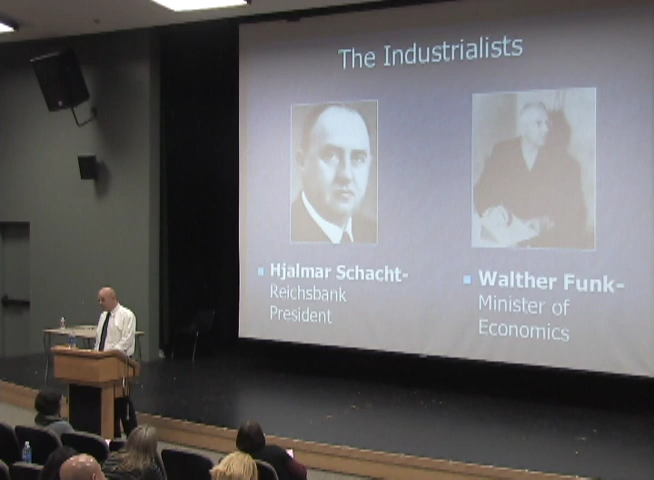 The Industrialists
Hjalmar Schacht-
Reichsbank
President
Walther Funk-
Minister of
Economics